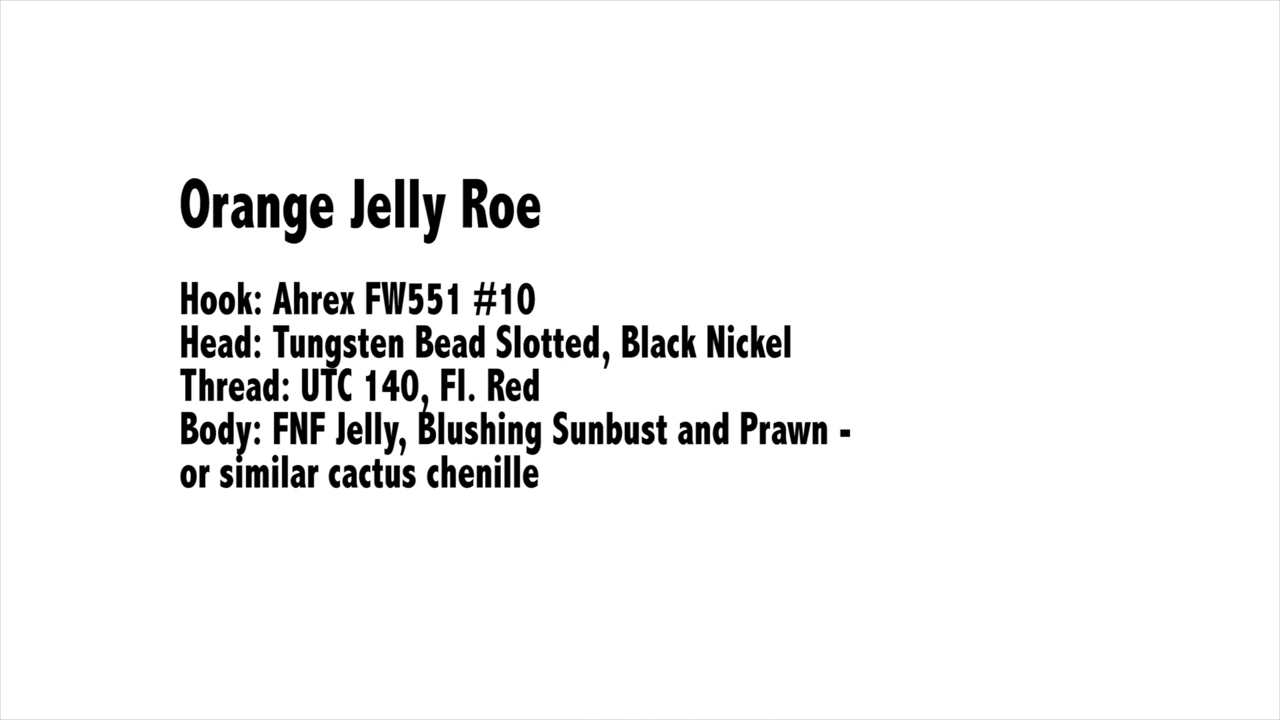 Orange Jelly Roe
Hook: Ahrex FW551 #10
Head: Tungsten Bead Slotted, Black Nickel
Thread: UTC 140, Fl. Red
Body: FNF Jelly, Blushing Sunbust and Prawn -
or similar cactus chenille